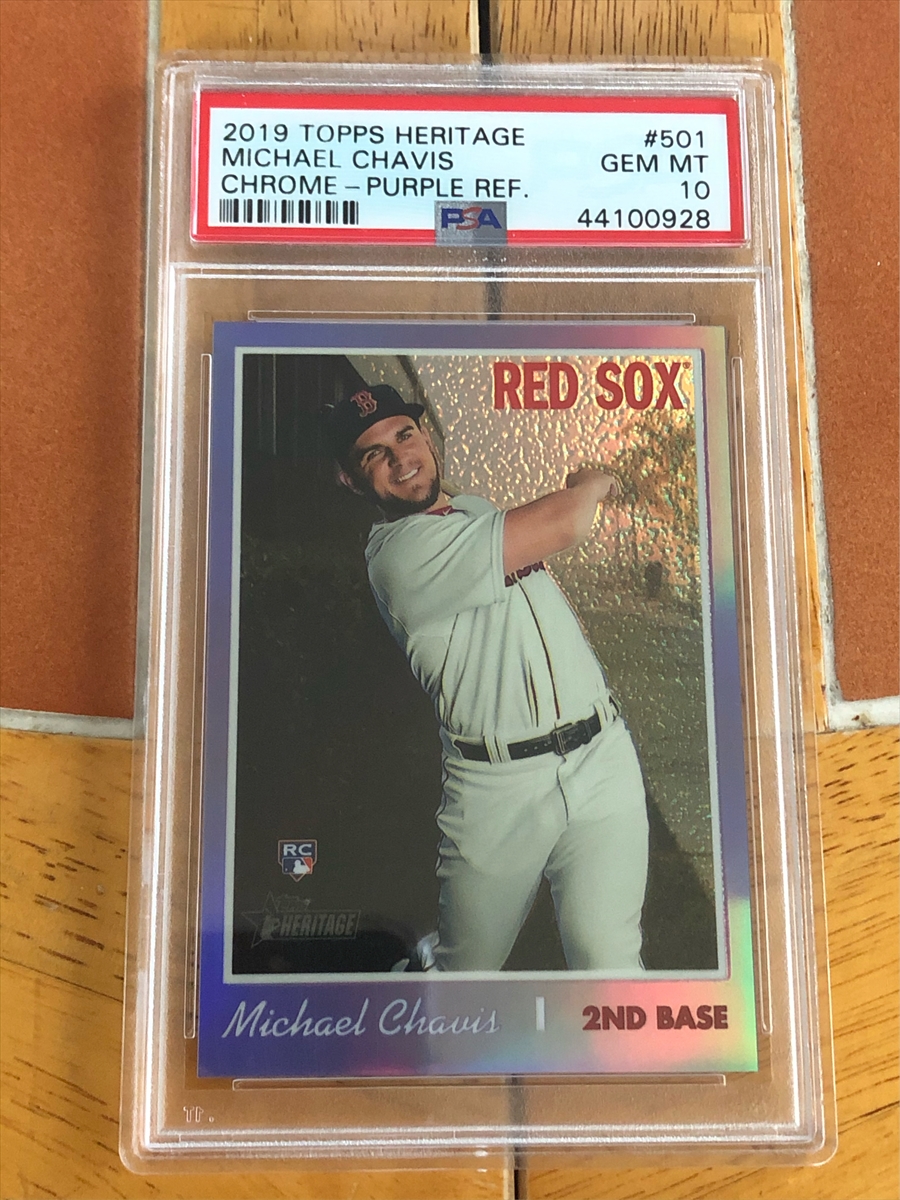 2019 TOPPS HERITAGE #501
MICHAEL CHAVIS GEM MT
CHROME - PURPLE REF. 10
PSA 44100928
RED SOX
B
RC
Topps
HERITAGE
Michael Chavis | 2ND BASE